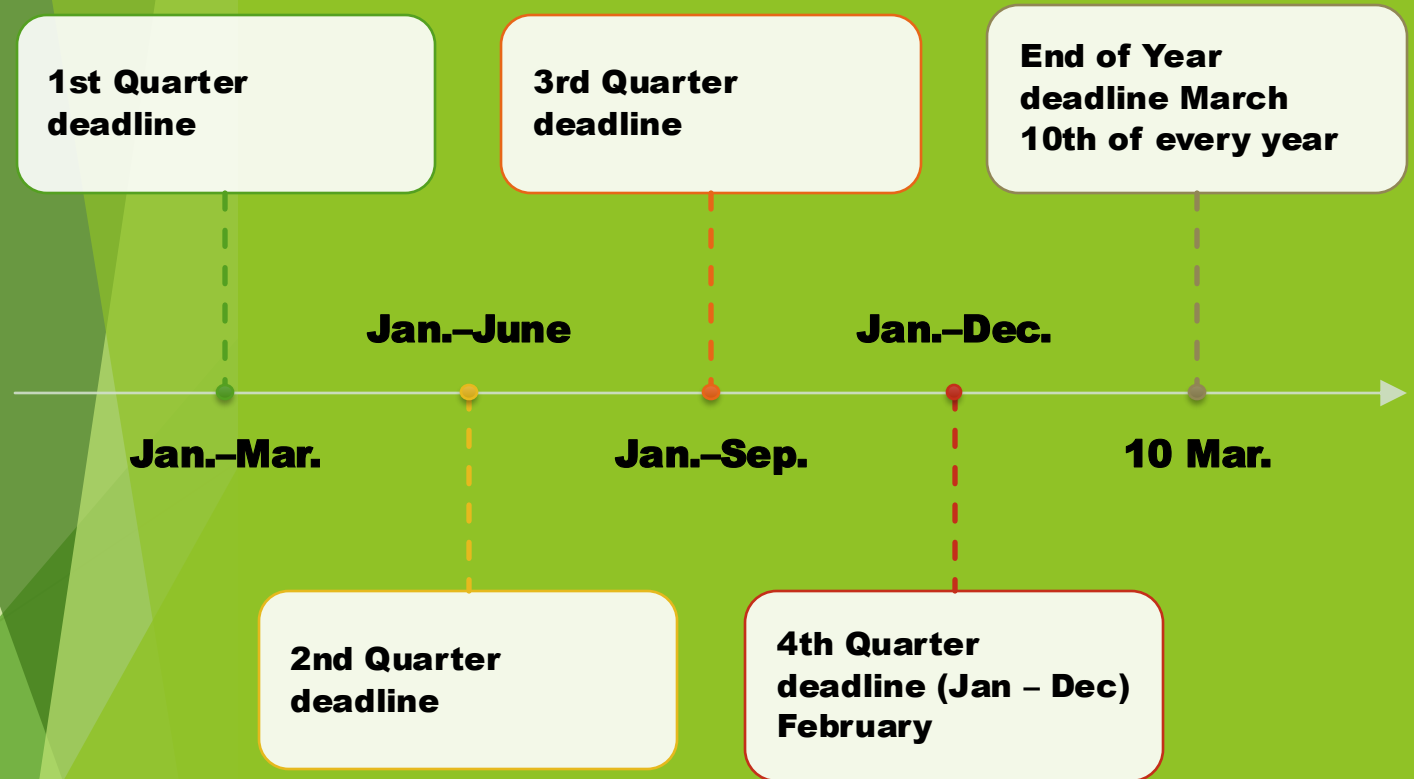 1st Quarter
deadline
3rd Quarter
deadline
End of Year
deadline March
10th of every year
Jan.–June
Jan.–Dec.
Jan.–Mar.
Jan.–Sep.
10 Mar.
2nd Quarter
deadline
4th Quarter
deadline (Jan – Dec)
February